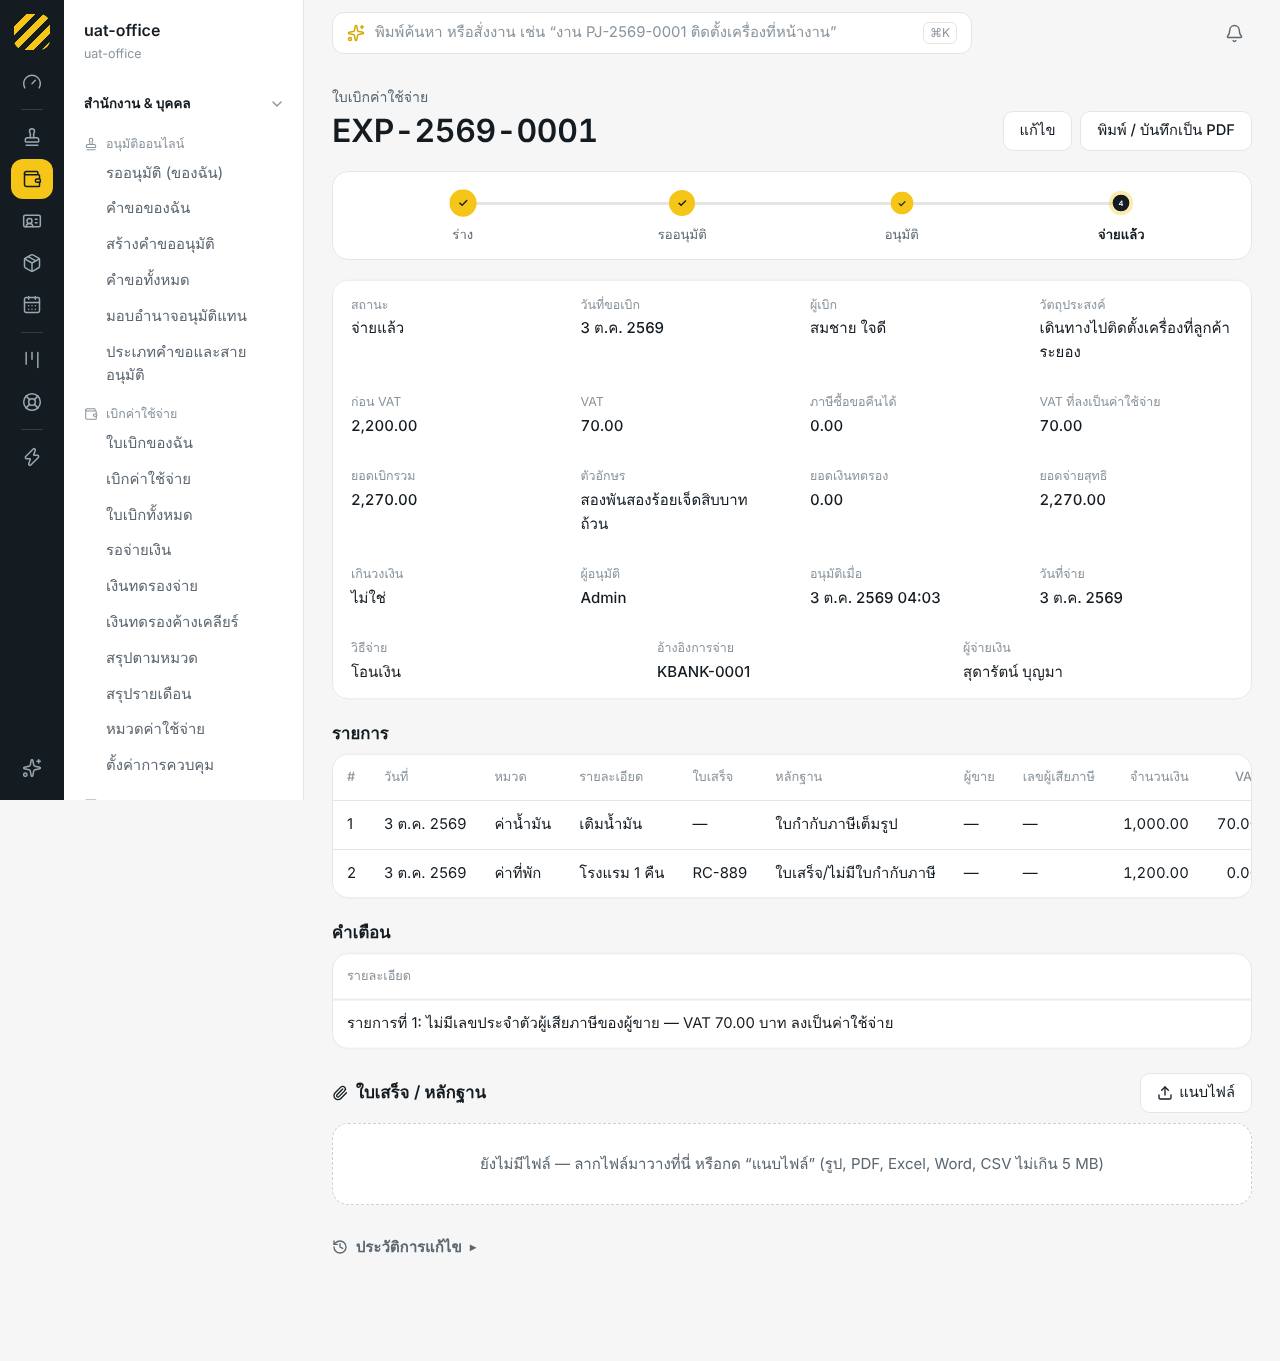 uat-office
uat-office
พิมพ์ค้นหา หรือสั่งงาน เช่น “งาน PJ-2569-0001 ติดตั้งเครื่องที่หน้างาน”
⌘K
สำนักงาน & บุคคล
อนุมัติออนไลน์
รออนุมัติ (ของฉัน)
คำขอของฉัน
สร้างคำขออนุมัติ
คำขอทั้งหมด
มอบอำนาจอนุมัติแทน
ประเภทคำขอและสาย
อนุมัติ
เบิกค่าใช้จ่าย
ใบเบิกของฉัน
เบิกค่าใช้จ่าย
ใบเบิกทั้งหมด
รอจ่ายเงิน
เงินทดรองจ่าย
เงินทดรองค้างเคลียร์
สรุปตามหมวด
สรุปรายเดือน
หมวดค่าใช้จ่าย
ตั้งค่าการควบคุม
ใบเบิกค่าใช้จ่าย
EXP-2569-0001
แก้ไข
พิมพ์ / บันทึกเป็น PDF
4
ร่าง รออนุมัติ อนุมัติ จ่ายแล้ว
สถานะ วันที่ขอเบิก ผู้เบิก วัตถุประสงค์
จ่ายแล้ว 3 ต.ค. 2569 สมชาย ใจดี เดินทางไปติดตั้งเครื่องที่ลูกค้า
ระยอง
ก่อน VAT VAT ภาษีซื้อขอคืนได้ VAT ที่ลงเป็นค่าใช้จ่าย
2,200.00 70.00 0.00 70.00
ยอดเบิกรวม ตัวอักษร ยอดเงินทดรอง ยอดจ่ายสุทธิ
2,270.00 สองพันสองร้อยเจ็ดสิบบาท 0.00 2,270.00
ถ้วน
เกินวงเงิน ผู้อนุมัติ อนุมัติเมื่อ วันที่จ่าย
ไม่ใช่ Admin 3 ต.ค. 2569 04:03 3 ต.ค. 2569
วิธีจ่าย อ้างอิงการจ่าย ผู้จ่ายเงิน
โอนเงิน KBANK-0001 สุดารัตน์ บุญมา
รายการ
# วันที่ หมวด รายละเอียด ใบเสร็จ หลักฐาน ผู้ขาย เลขผู้เสียภาษี จำนวนเงิน VA
1 3 ต.ค. 2569 ค่าน้ำมัน เติมน้ำมัน — ใบกำกับภาษีเต็มรูป — — 1,000.00 70.0
2 3 ต.ค. 2569 ค่าที่พัก โรงแรม 1 คืน RC-889 ใบเสร็จ/ไม่มีใบกำกับภาษี — — 1,200.00 0.0
คำเตือน
รายละเอียด
รายการที่ 1: ไม่มีเลขประจำตัวผู้เสียภาษีของผู้ขาย — VAT 70.00 บาท ลงเป็นค่าใช้จ่าย
ใบเสร็จ / หลักฐาน
แนบไฟล์
ยังไม่มีไฟล์ — ลากไฟล์มาวางที่นี่ หรือกด “แนบไฟล์” (รูป, PDF, Excel, Word, CSV ไม่เกิน 5 MB)
ประวัติการแก้ไข ▸